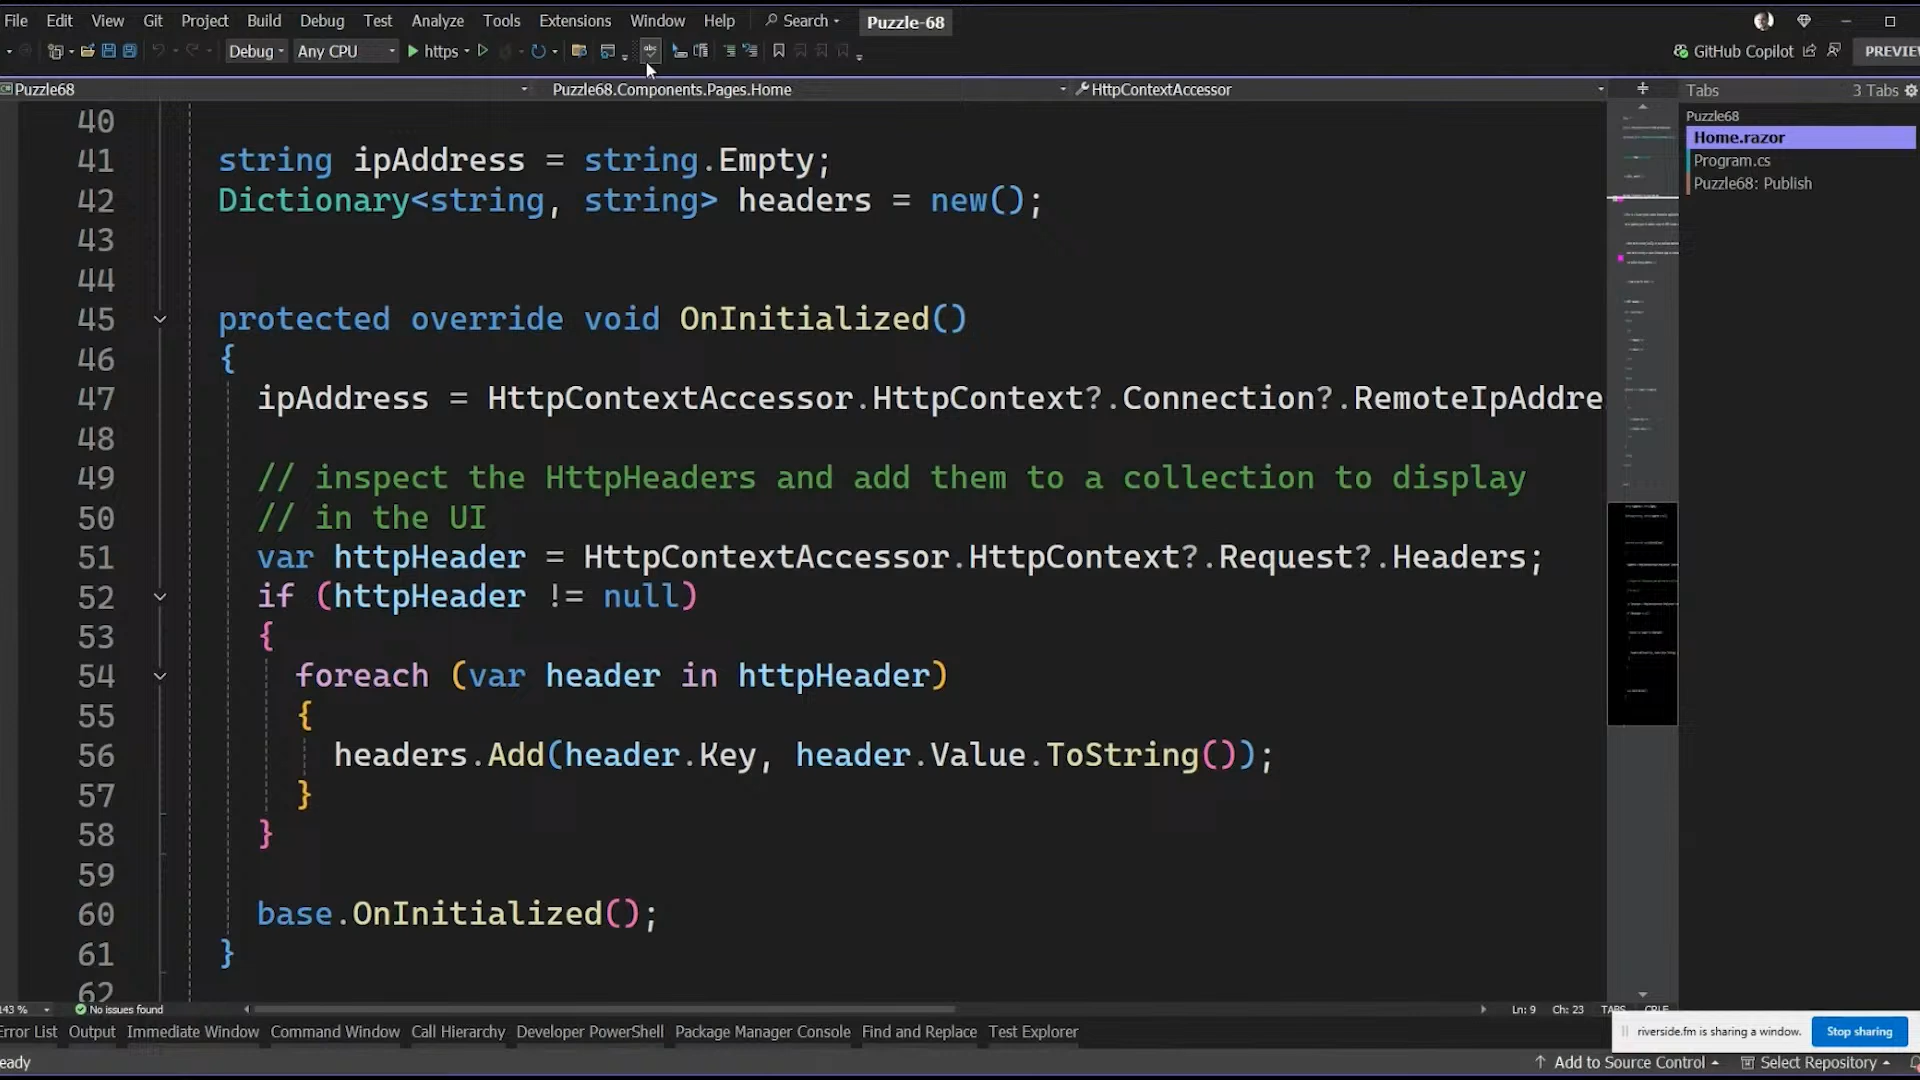 File Edit View Git Project Build Debug Test Analyze Tools Extensions Window Help Search Puzzle-68
Debug Any CPU https GitHub Copilot PREVIE
Puzzle68 Puzzle68.Components.Pages.Home HttpContextAccessor Tabs 3 Tabs
Puzzle68
Home.razor
Program.cs
Puzzle68: Publish
40
41 string ipAddress = string.Empty;
42 Dictionary<string, string> headers = new();
43
44
45 protected override void OnInitialized()
46 {
47 ipAddress = HttpContextAccessor.HttpContext?.Connection?.RemoteIpAddre
48
49 // inspect the HttpHeaders and add them to a collection to display
50 // in the UI
51 var httpHeader = HttpContextAccessor.HttpContext?.Request?.Headers;
52 if (httpHeader != null)
53 {
54 foreach (var header in httpHeader)
55 {
56 headers.Add(header.Key, header.Value.ToString());
57 }
58 }
59
60 base.OnInitialized();
61 }
62
143 % No issues found Ln: 9 Ch: 23 TABS CRLF
Error List Output Immediate Window Command Window Call Hierarchy Developer PowerShell Package Manager Console Find and Replace Test Explorer
riverside.fm is sharing a window. Stop sharing
eady Add to Source Control Select Repository